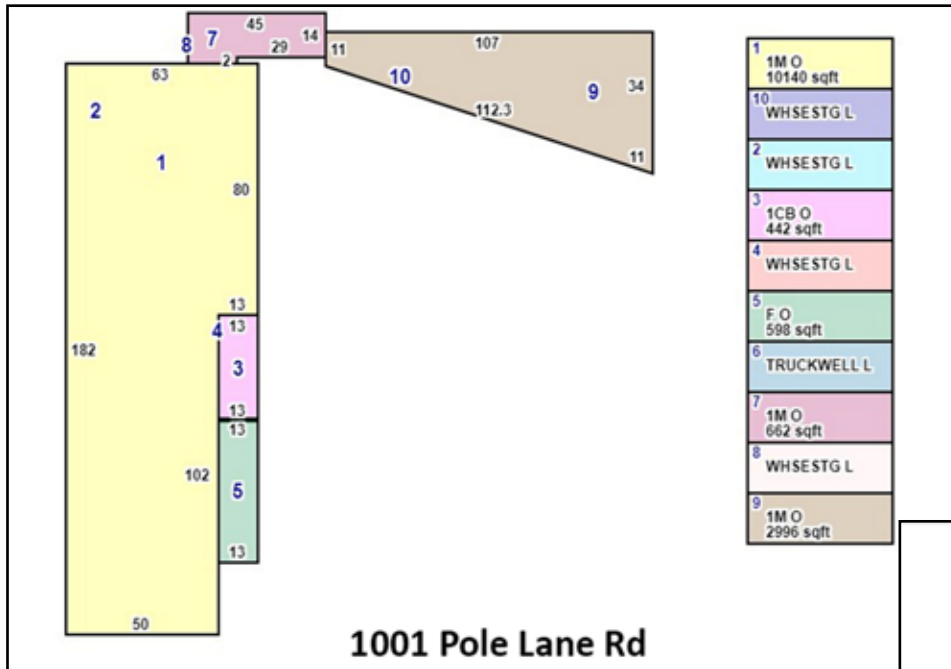 45
8
7
14
29
2
11
107
10
9
34
112.3
11
63
2
1
80
13
4
13
182
3
13
13
102
5
13
50
1
1M O
10140 sqft
10
WHSESTG L
2
WHSESTG L
3
1CB O
442 sqft
4
WHSESTG L
5
F O
598 sqft
6
TRUCKWELL L
7
1M O
662 sqft
8
WHSESTG L
9
1M O
2996 sqft
1001 Pole Lane Rd